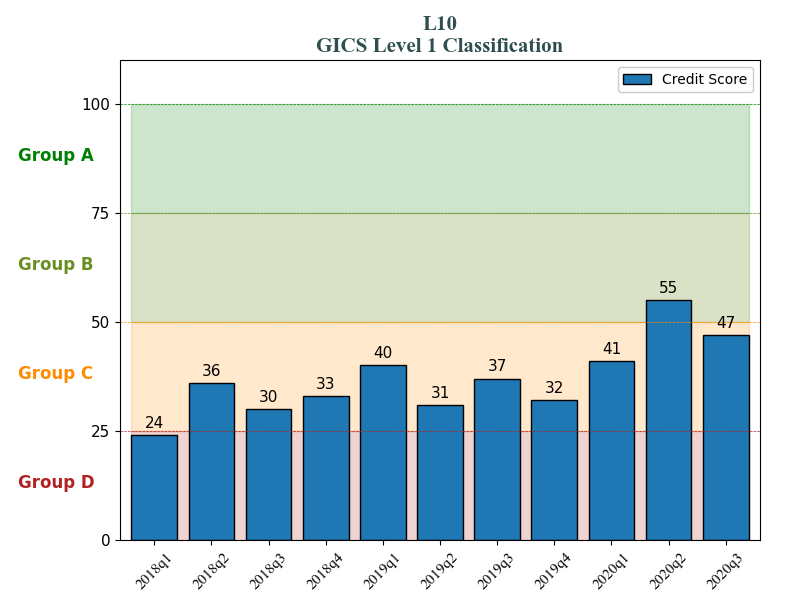 L10
GICS Level 1 Classification
Credit Score
100
Group A
75
Group B
55
50
47
41
40
37
Group C
36
33
32
31
30
25
24
Group D
0
2018q1 2018q2 2018q3 2018q4 2019q1 2019q2 2019q3 2019q4 2020q1 2020q2 2020q3